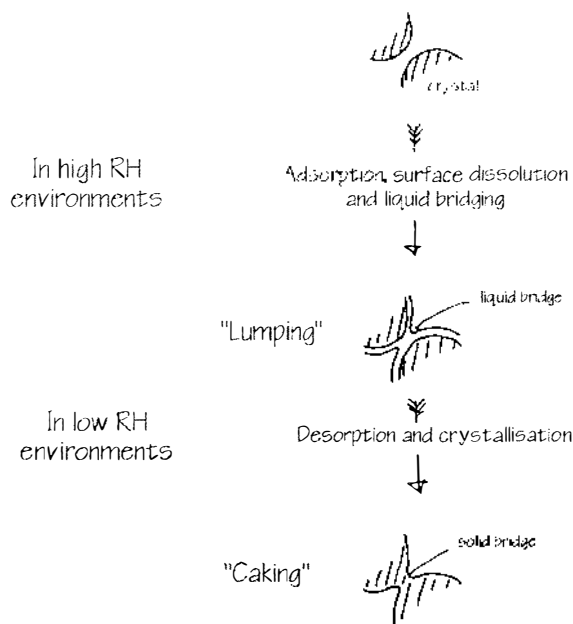 crystal
In high RH
environments
Adsorption, surface dissolution
and liquid bridging
liquid bridge
"Lumping"
In low RH
environments
Desorption and crystallisation
solid bridge
"Caking"